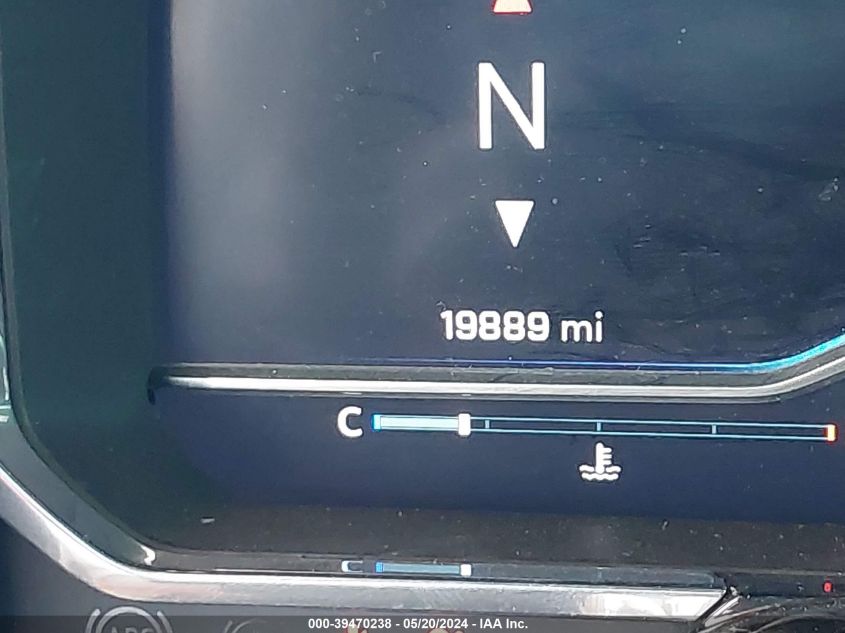 N
19889 mi
C
000-39470238 - 05/20/2024 - IAA Inc.